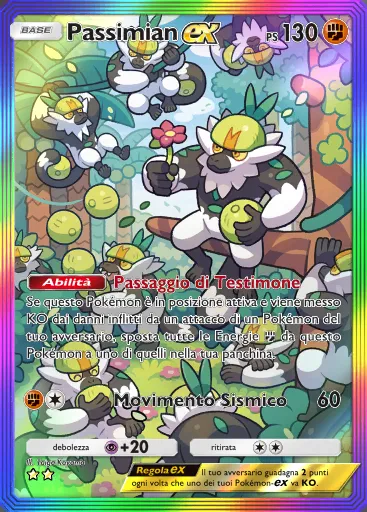 BASE Passimian ex PS 130
Abilità Passaggio di Testimone
Se questo Pokémon è in posizione attiva e viene messo
KO dai danni inflitti da un attacco di un Pokémon del
tuo avversario, sposta tutte le Energie da questo
Pokémon a uno di quelli nella tua panchina.
Movimento Sismico 60
debolezza +20 ritirata
Regola ex Il tuo avversario guadagna 2 punti
ogni volta che uno dei tuoi Pokémon-ex va KO.